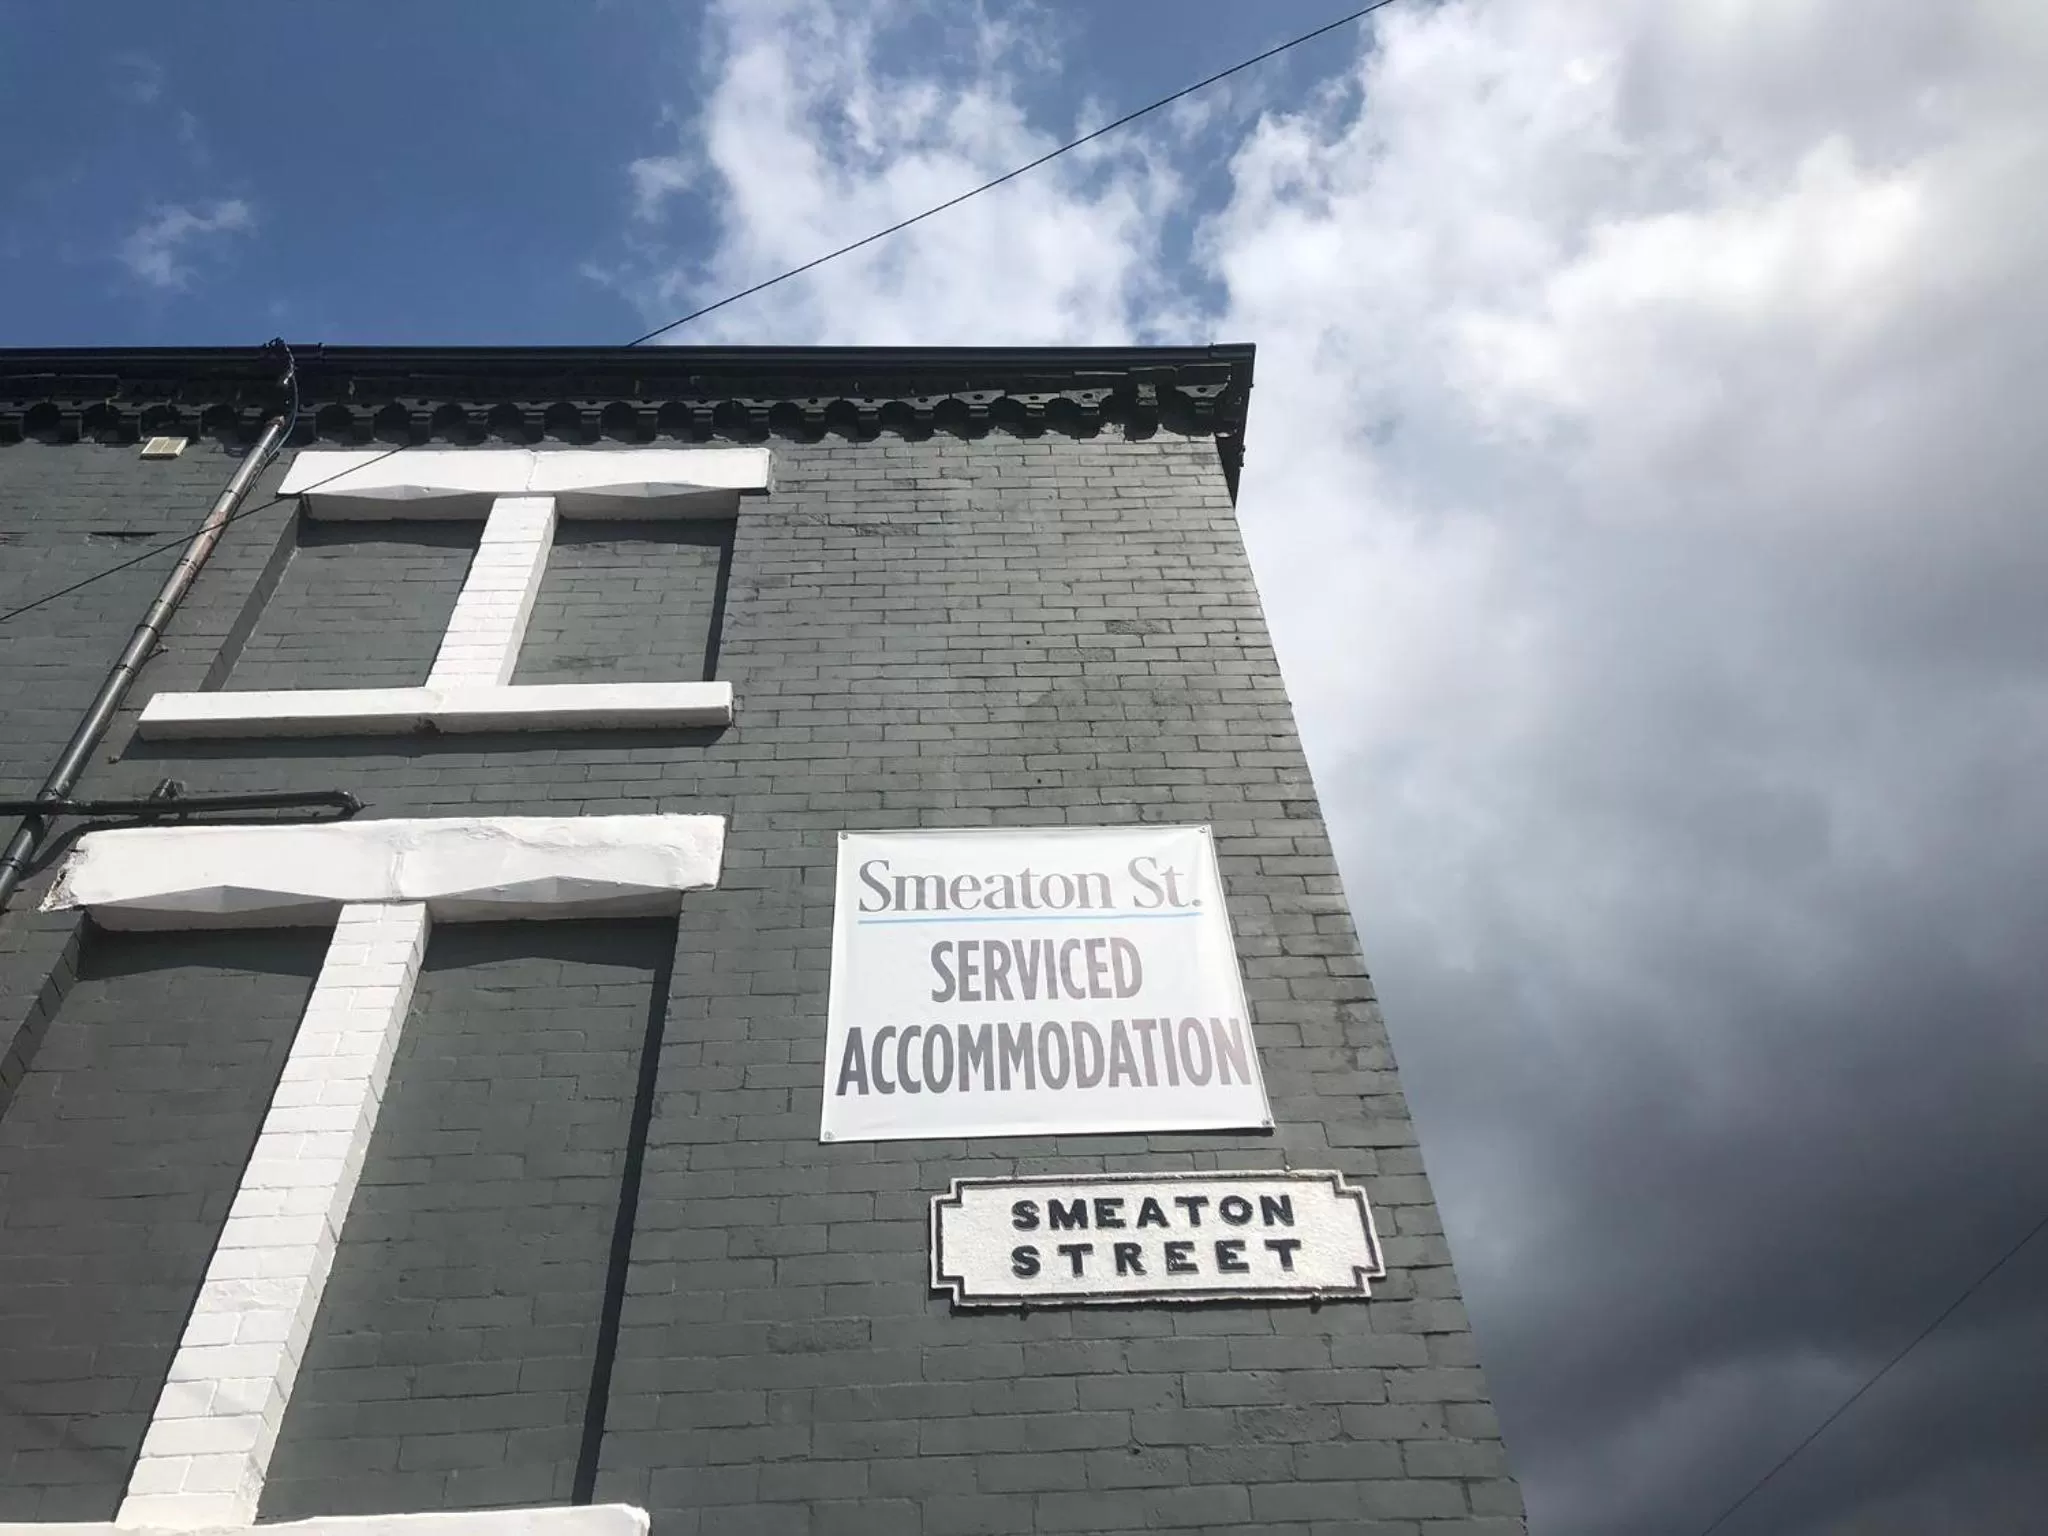 Smeaton St.
SERVICED
ACCOMMODATION
SMEATON
STREET